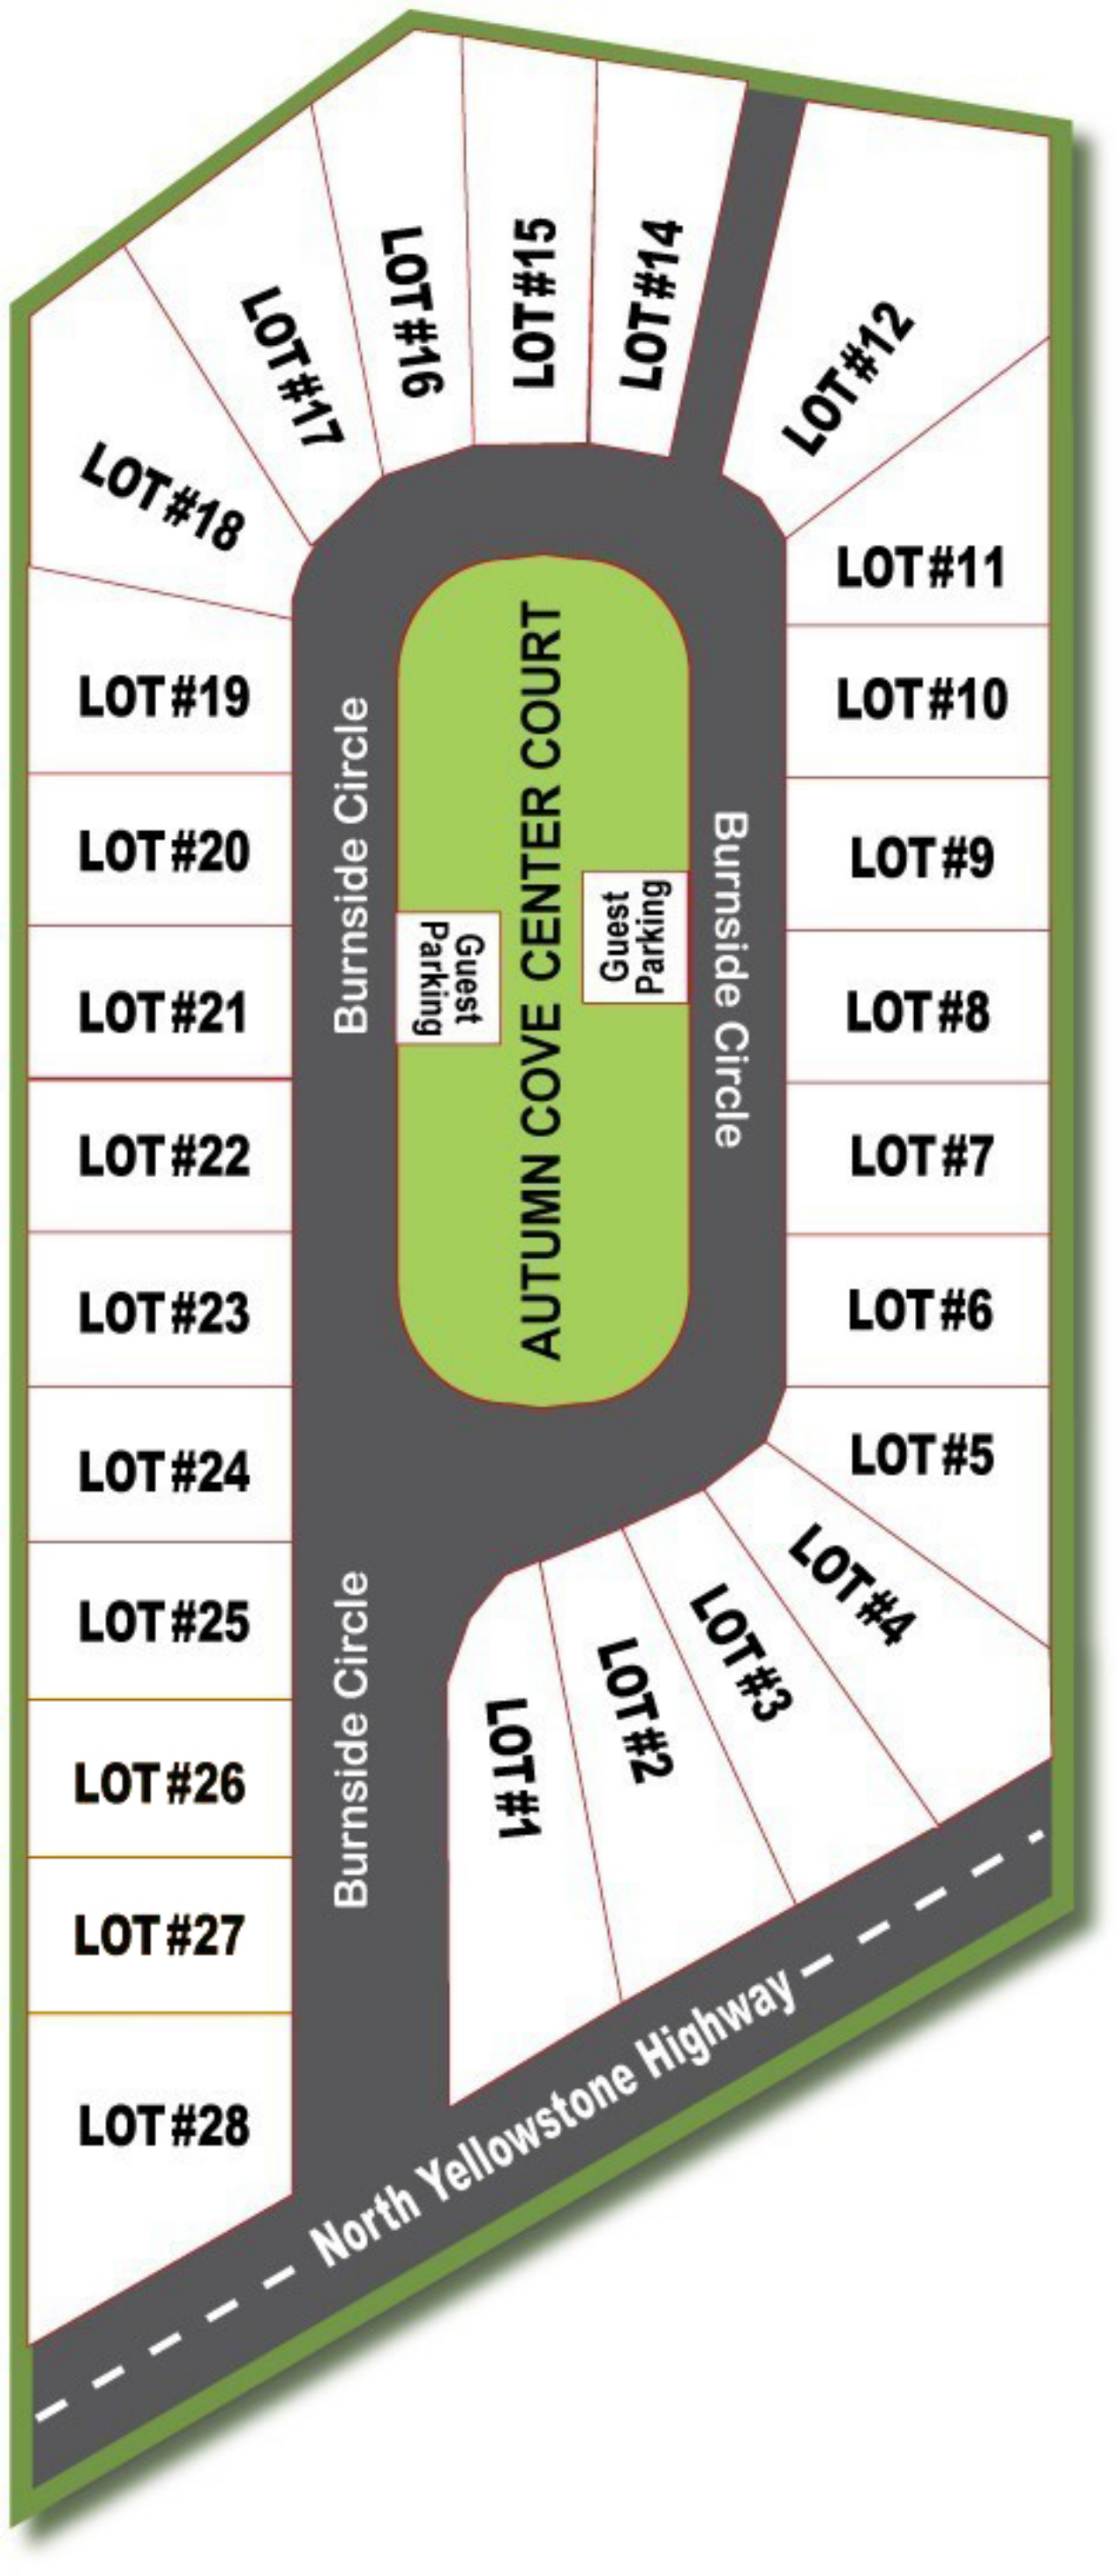 LOT#16
LOT#15
LOT#14
LOT#17
LOT#12
LOT#18
LOT#11
LOT#19
LOT#10
LOT#20
LOT#9
LOT#21
LOT#8
LOT#22
LOT#7
LOT#23
LOT#6
LOT#24
LOT#5
LOT#25
LOT#4
LOT#3
LOT#2
LOT#1
LOT#26
LOT#27
LOT#28
Burnside Circle
AUTUMN COVE CENTER COURT
Guest
Parking
Guest
Parking
Burnside Circle
Burnside Circle
North Yellowstone Highway